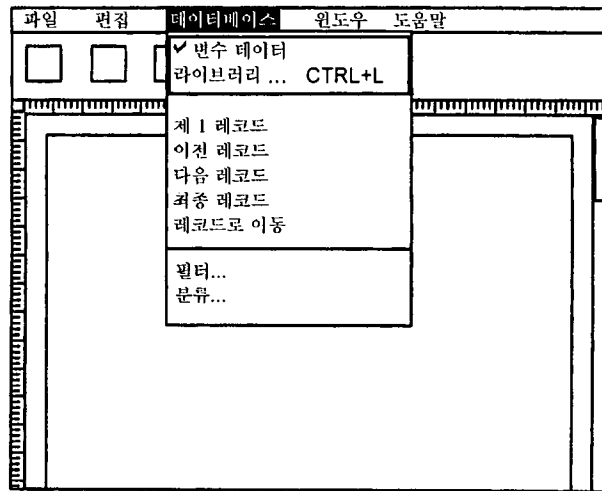 파일 편집 데이터베이스 윈도우 도움말
✔ 변수 데이터
라이브러리 ... CTRL+L
제 1 레코드
이전 레코드
다음 레코드
최종 레코드
레코드로 이동
필터...
분류...